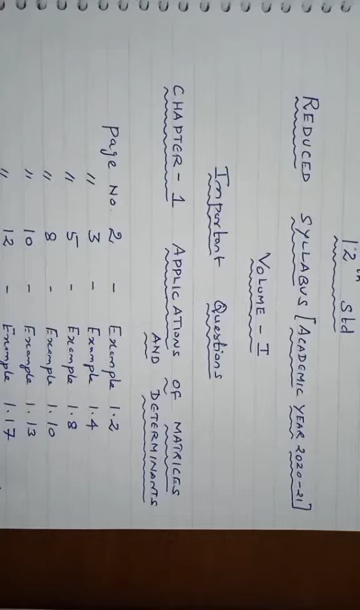 12th Std
REDUCED SYLLABUS [ACADEMIC YEAR 2020-21]
VOLUME - I
Important Questions
CHAPTER - 1 APPLICATIONS OF MATRICES
AND DETERMINANTS
Page No. 2 - Example 1.2
" 3 - Example 1.4
" 5 - Example 1.8
" 8 - Example 1.10
" 10 - Example 1.13
" 12 - Example 1.17